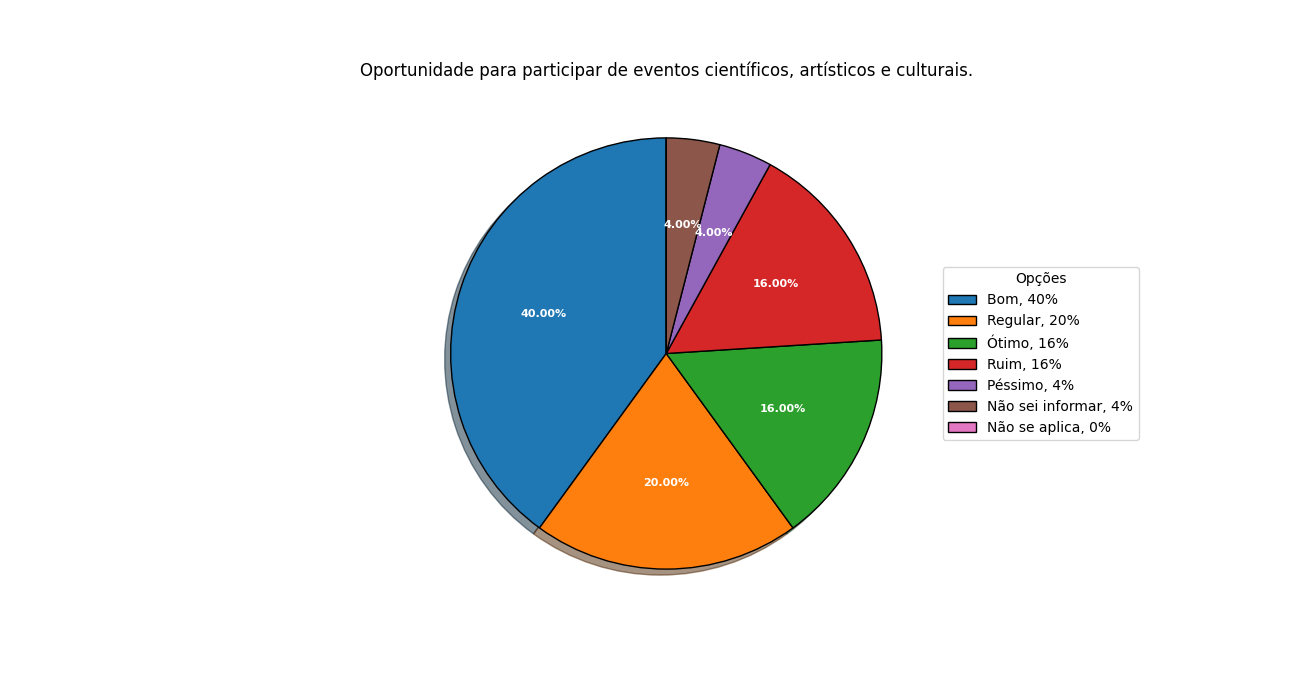 Oportunidade para participar de eventos científicos, artísticos e culturais.
4.00%
4.00%
16.00%
40.00%
16.00%
20.00%
Opções
Bom, 40%
Regular, 20%
Ótimo, 16%
Ruim, 16%
Péssimo, 4%
Não sei informar, 4%
Não se aplica, 0%